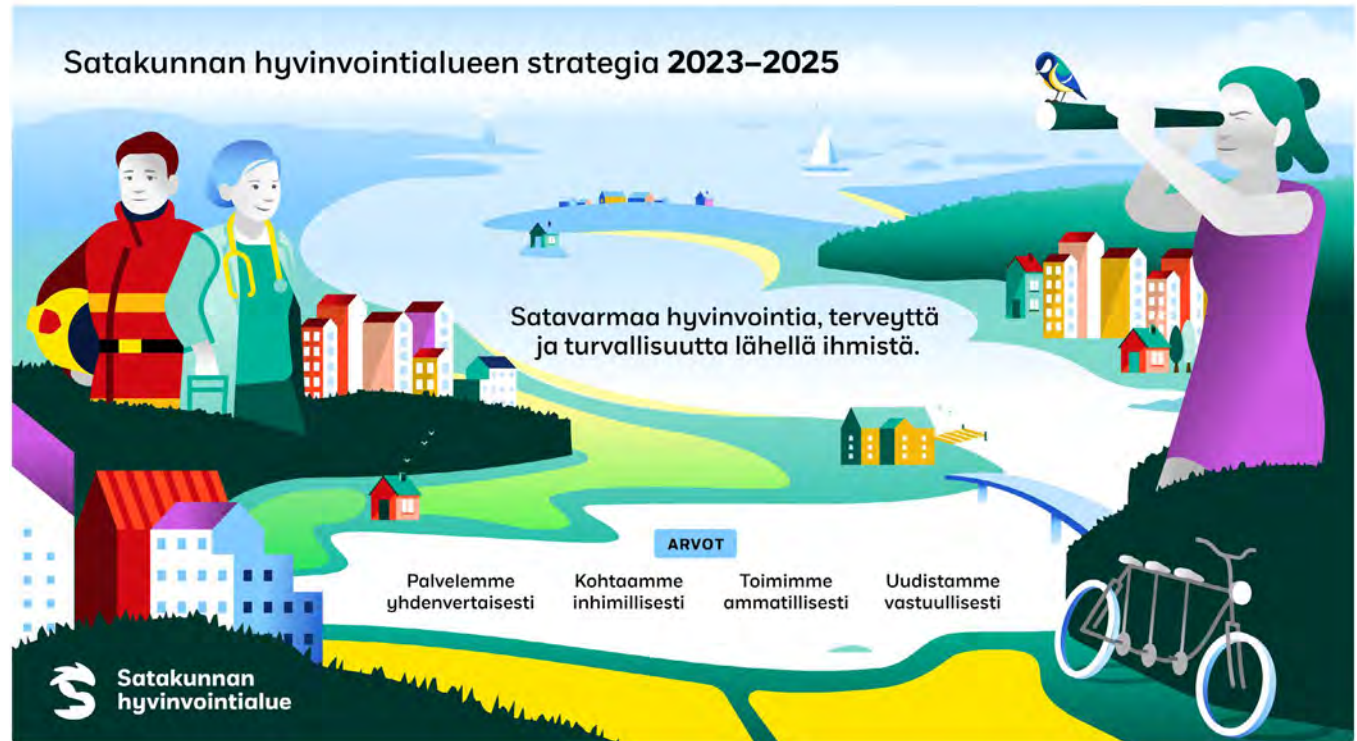 Satakunnan hyvinvointialueen strategia 2023–2025
Satavarmaa hyvinvointia, terveyttä
ja turvallisuutta lähellä ihmistä.
ARVOT
Palvelemme
yhdenvertaisesti
Kohtaamme
inhimillisesti
Toimimme
ammatillisesti
Uudistamme
vastuullisesti
Satakunnan
hyvinvointialue